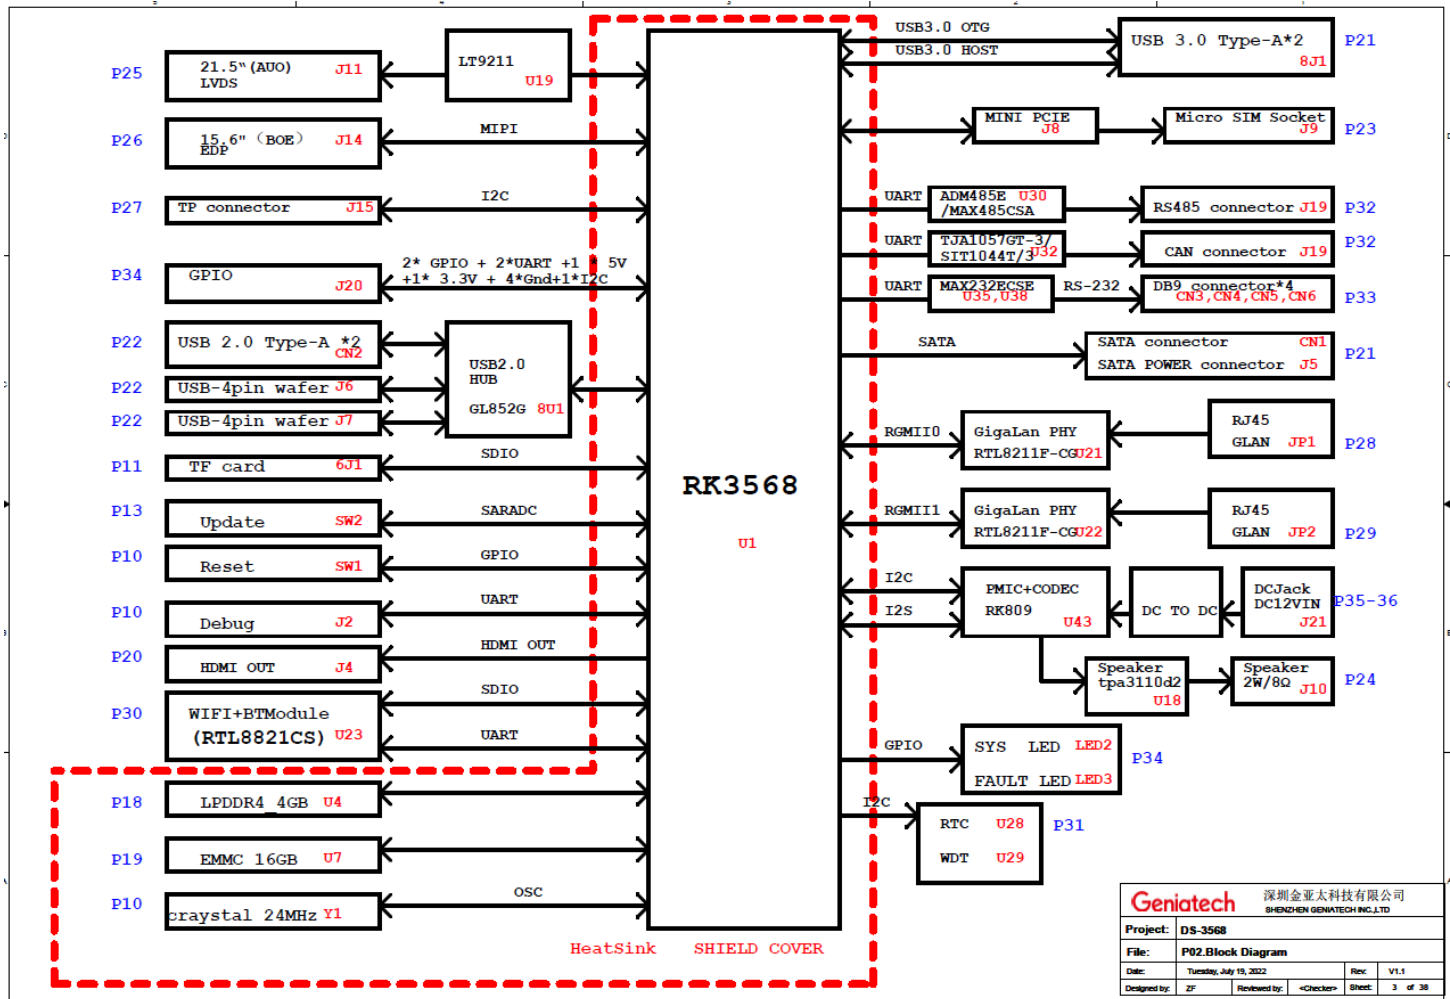 P25
21.5"(AUO)
LVDS
J11
LT9211
U19
P26
15.6"（BOE）
EDP
J14
MIPI
P27
TP connector
J15
I2C
P34
GPIO
J20
2* GPIO + 2*UART +1 * 5V
+1* 3.3V + 4*Gnd+1*I2C
P22
USB 2.0 Type-A *2
CN2
P22
USB-4pin wafer J6
P22
USB-4pin wafer J7
USB2.0
HUB
GL852G 8U1
P11
TF card
6J1
SDIO
P13
Update
SW2
SARADC
P10
Reset
SW1
GPIO
P10
Debug
J2
UART
P20
HDMI OUT
J4
HDMI OUT
P30
WIFI+BTModule
(RTL8821CS) U23
SDIO
UART
P18
LPDDR4_4GB U4
P19
EMMC 16GB U7
P10
craystal 24MHz Y1
OSC
RK3568
U1
HeatSink SHIELD COVER
USB3.0 OTG
USB3.0 HOST
USB 3.0 Type-A*2
8J1
P21
MINI PCIE
J8
Micro SIM Socket
J9
P23
UART
ADM485E U30
/MAX485CSA
RS485 connector J19
P32
UART
TJA1057GT-3/
SIT1044T/3
U32
CAN connector J19
P32
UART
MAX232ECSE
U35,U38
RS-232
DB9 connector*4
CN3,CN4,CN5,CN6
P33
SATA
SATA connector CN1
SATA POWER connector J5
P21
RGMII0
GigaLan PHY
RTL8211F-CG
U21
RJ45
GLAN JP1
P28
RGMII1
GigaLan PHY
RTL8211F-CG
U22
RJ45
GLAN JP2
P29
I2C
I2S
PMIC+CODEC
RK809
U43
DC TO DC
DCJack
DC12VIN
J21
P35-36
Speaker
tpa3110d2
U18
Speaker
2W/8Ω
J10
P24
GPIO
SYS LED LED2
FAULT LED LED3
P34
I2C
RTC U28
WDT U29
P31
Geniatech
深圳金亚太科技有限公司
SHENZHEN GENIATECH INC.,LTD
Project: DS-3568
File: P02.Block Diagram
Date: Tuesday, July 19, 2022 Rev: V1.1
Designed by: ZF Reviewed by: <Checker> Sheet: 3 of 38